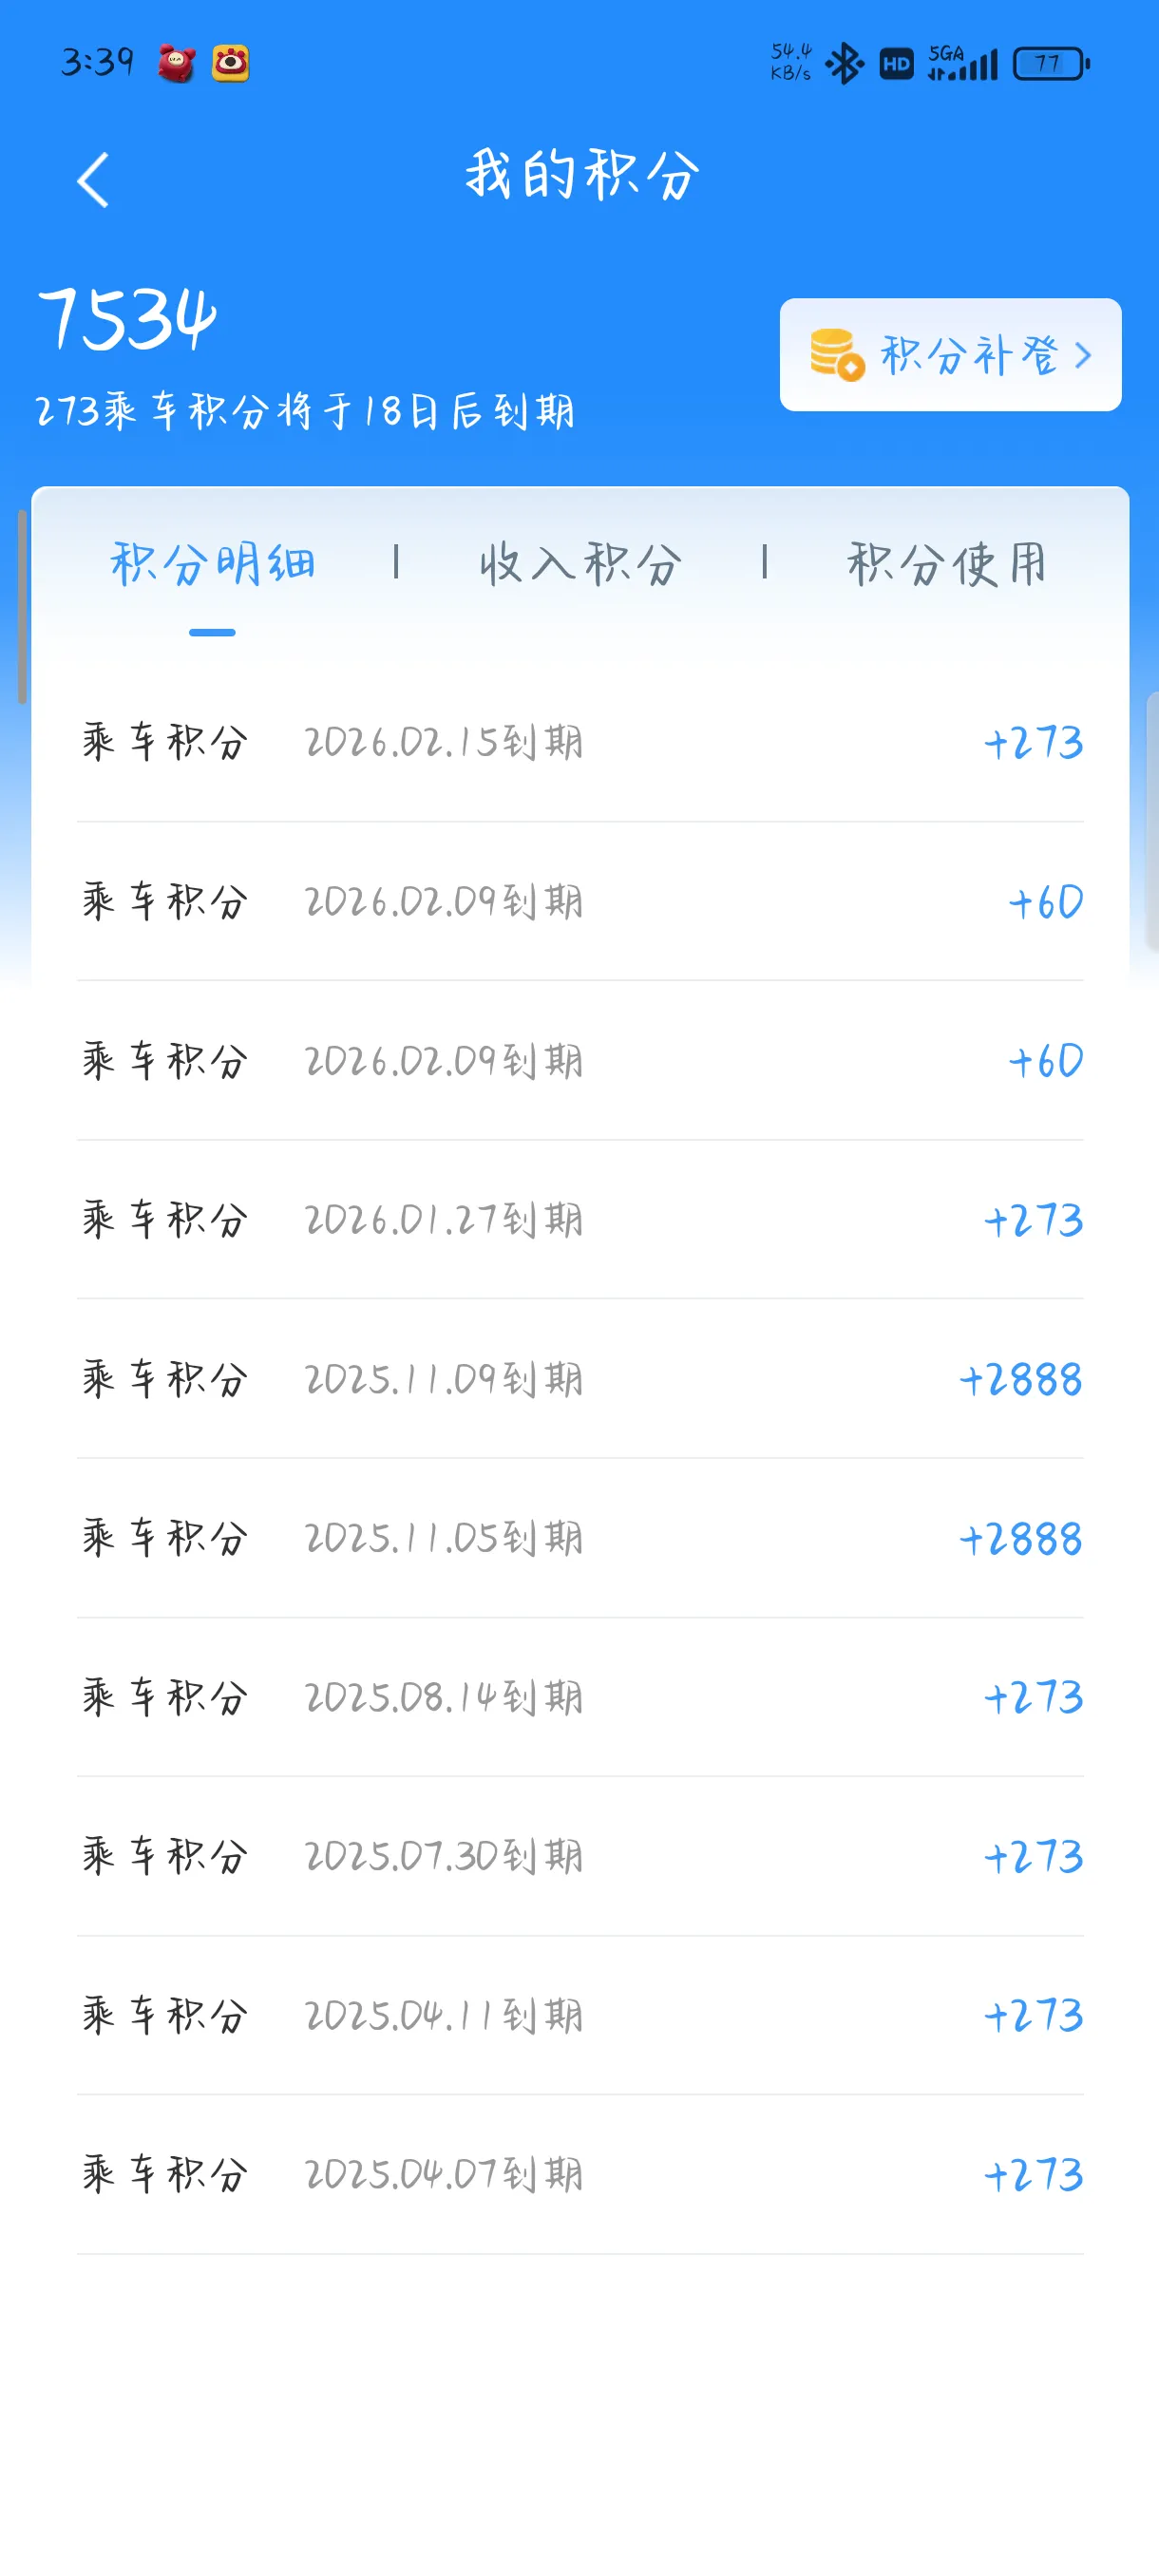 3:39
54.4
KB/s
HD
5GA
77
我的积分
7534
积分补登
273乘车积分将于18日后到期
积分明细 | 收入积分 | 积分使用
乘车积分 2026.02.15到期 +273
乘车积分 2026.02.09到期 +60
乘车积分 2026.02.09到期 +60
乘车积分 2026.01.27到期 +273
乘车积分 2025.11.09到期 +2888
乘车积分 2025.11.05到期 +2888
乘车积分 2025.08.14到期 +273
乘车积分 2025.07.30到期 +273
乘车积分 2025.04.11到期 +273
乘车积分 2025.04.07到期 +273